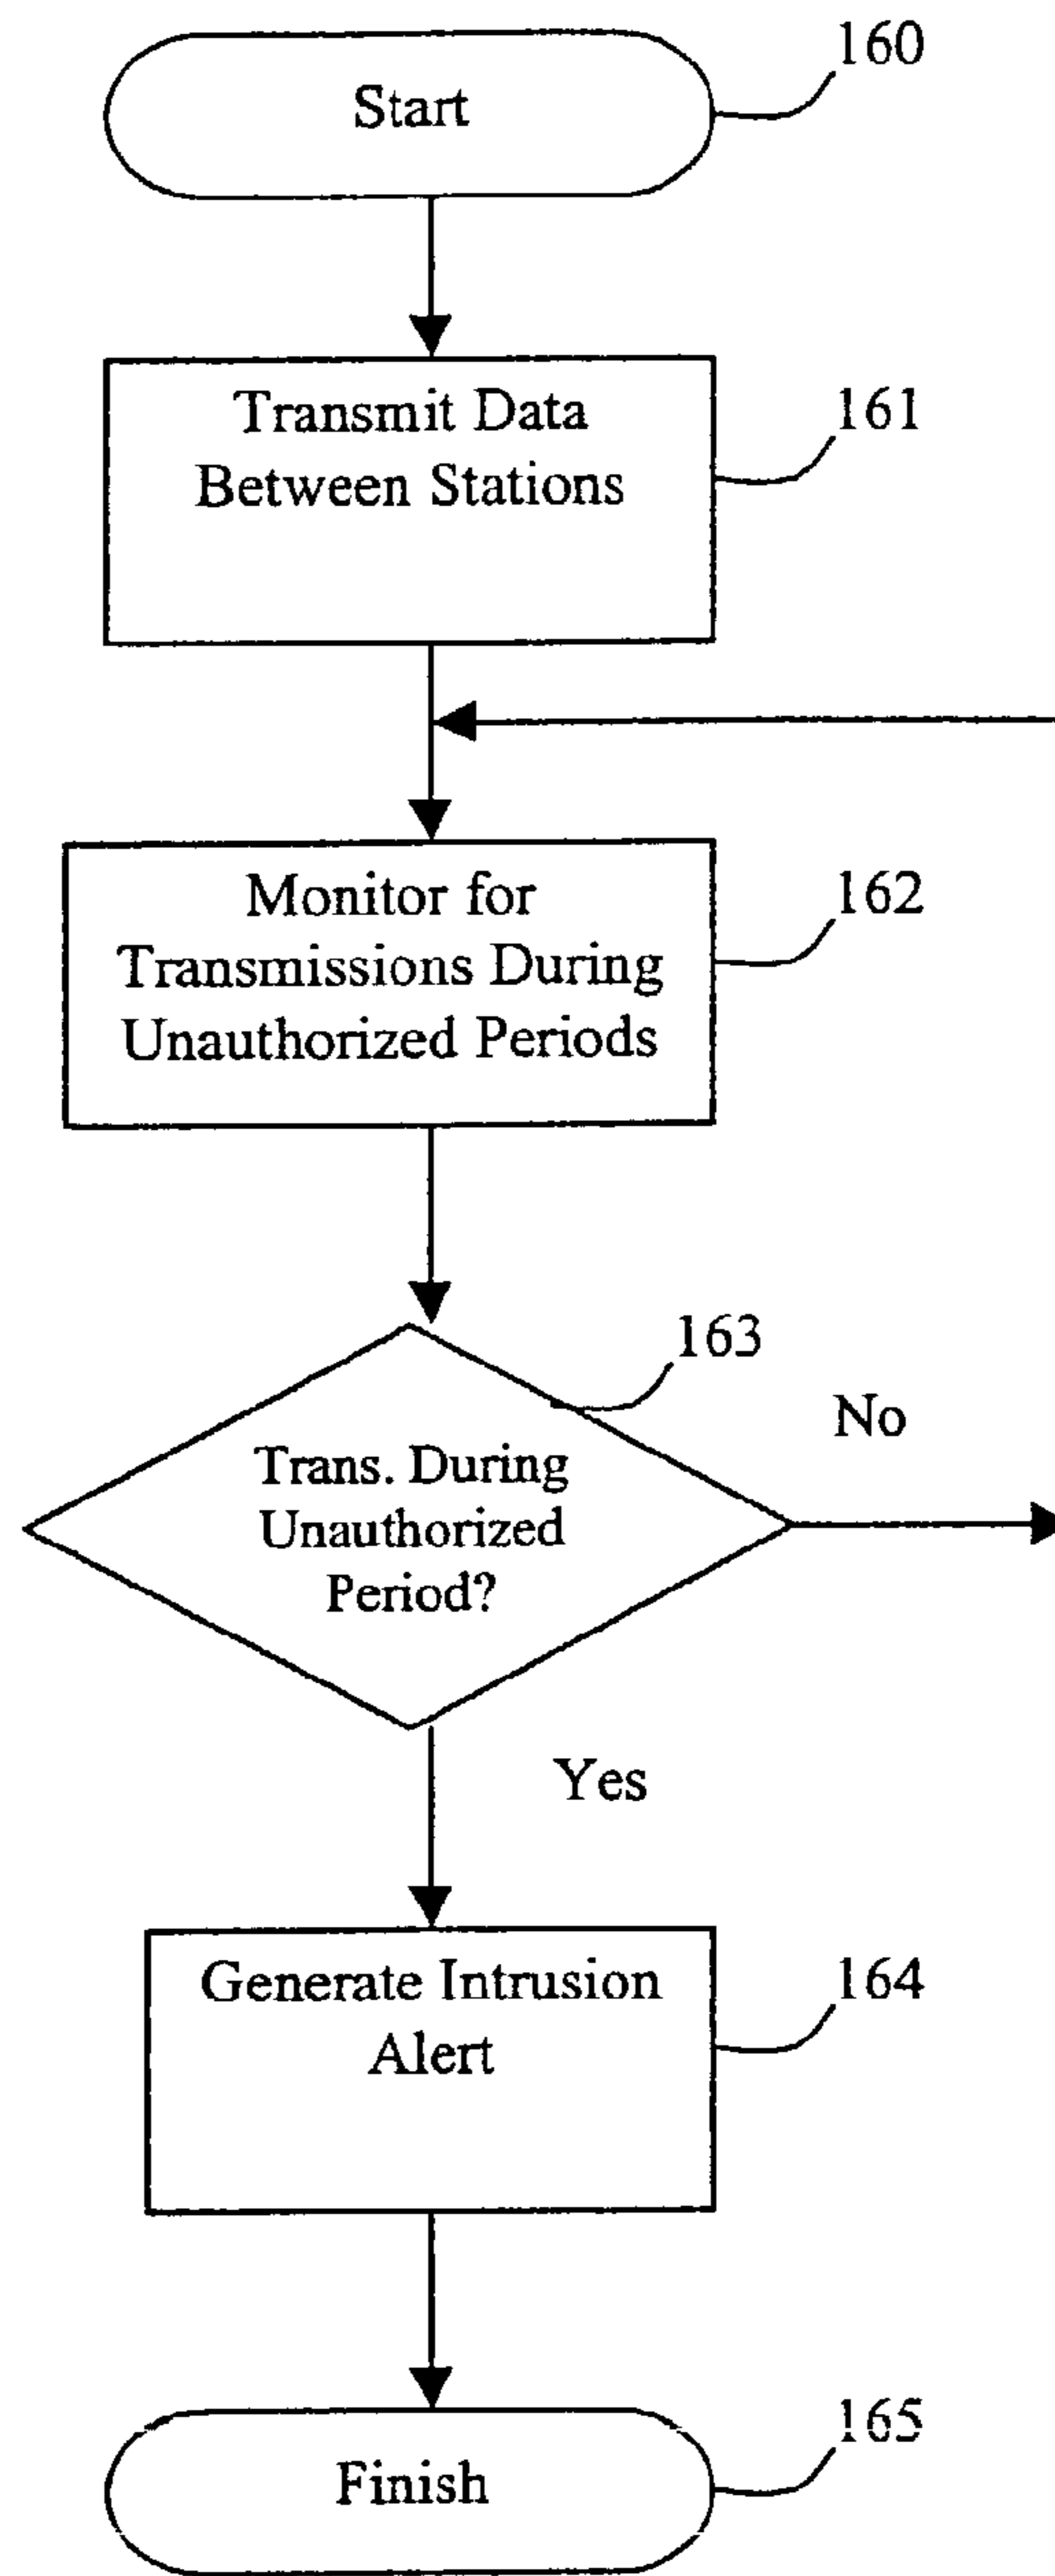 160
Start
161
Transmit Data
Between Stations
162
Monitor for
Transmissions During
Unauthorized Periods
163
No
Trans. During
Unauthorized
Period?
Yes
Generate Intrusion
Alert
164
165
Finish